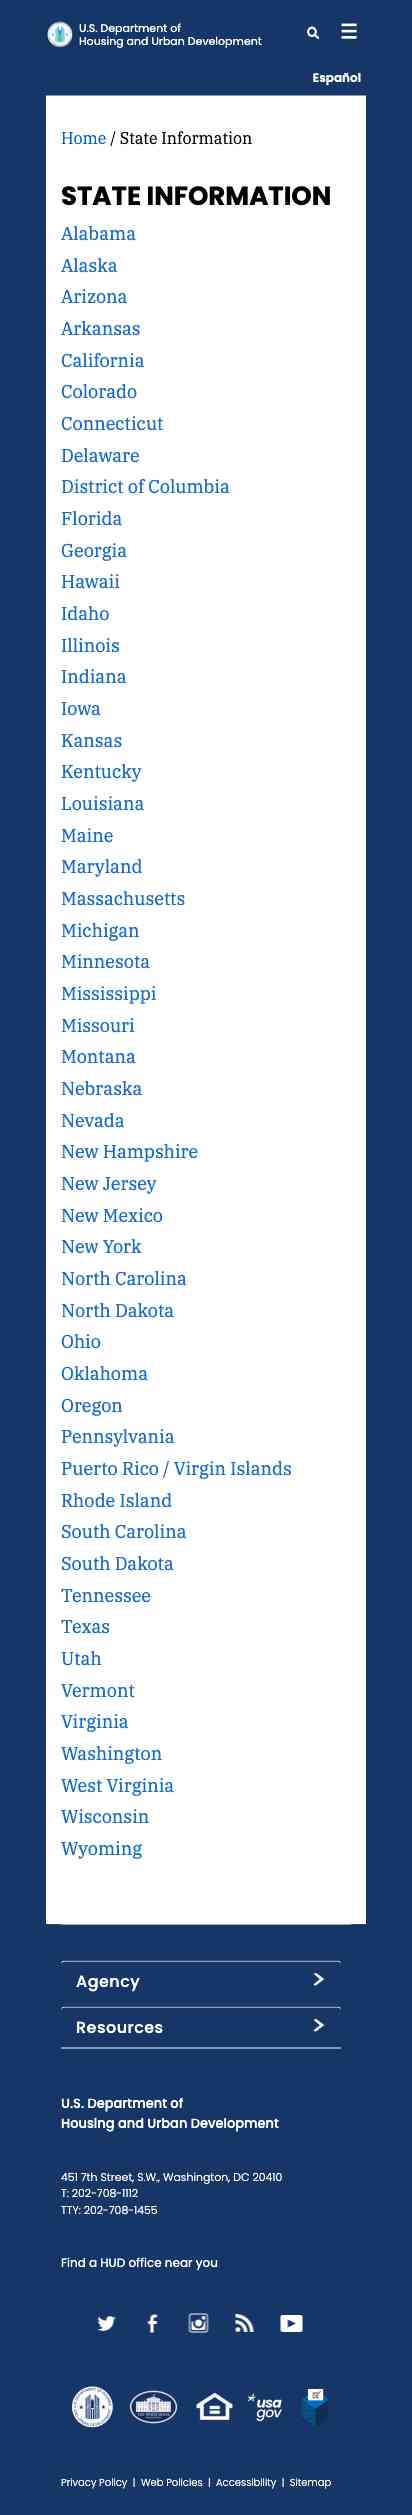 U.S. Department of
Housing and Urban Development
Español
Home / State Information
STATE INFORMATION
Alabama
Alaska
Arizona
Arkansas
California
Colorado
Connecticut
Delaware
District of Columbia
Florida
Georgia
Hawaii
Idaho
Illinois
Indiana
Iowa
Kansas
Kentucky
Louisiana
Maine
Maryland
Massachusetts
Michigan
Minnesota
Mississippi
Missouri
Montana
Nebraska
Nevada
New Hampshire
New Jersey
New Mexico
New York
North Carolina
North Dakota
Ohio
Oklahoma
Oregon
Pennsylvania
Puerto Rico / Virgin Islands
Rhode Island
South Carolina
South Dakota
Tennessee
Texas
Utah
Vermont
Virginia
Washington
West Virginia
Wisconsin
Wyoming
Agency
Resources
U.S. Department of
Housing and Urban Development
451 7th Street, S.W., Washington, DC 20410
T: 202-708-1112
TTY: 202-708-1455
Find a HUD office near you
usa
gov
Privacy Policy | Web Policies | Accessibility | Sitemap